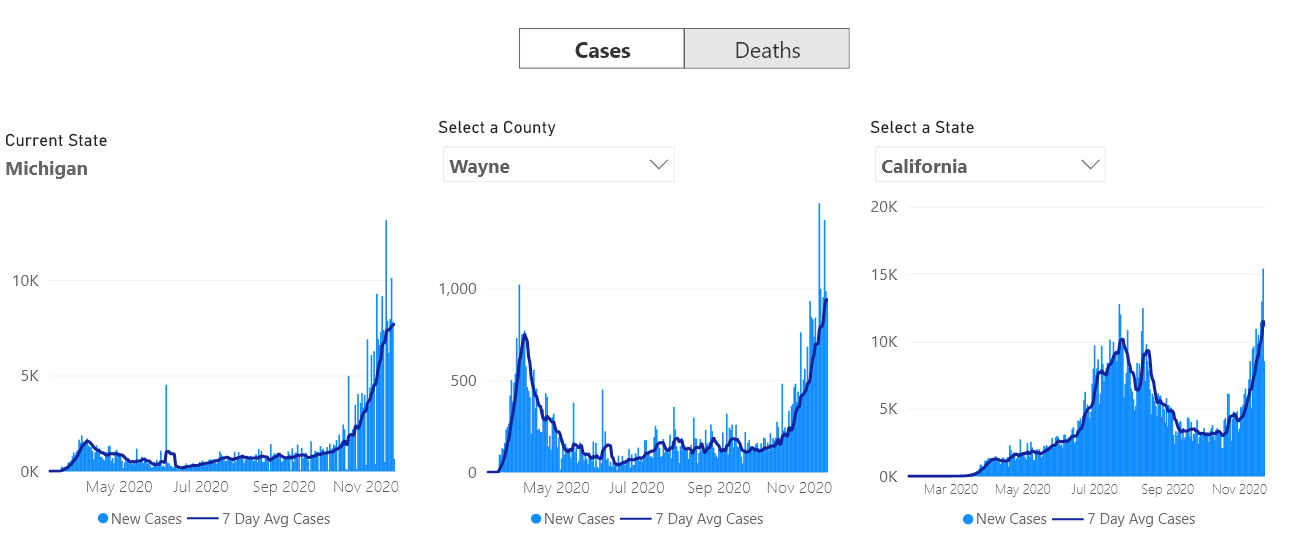 Cases
Deaths
Current State
Michigan
10K
5K
0K
May 2020
Jul 2020
Sep 2020
Nov 2020
New Cases
7 Day Avg Cases
Select a County
Wayne
1,000
500
0
May 2020
Jul 2020
Sep 2020
Nov 2020
New Cases
7 Day Avg Cases
Select a State
California
20K
15K
10K
5K
0K
Mar 2020
May 2020
Jul 2020
Sep 2020
Nov 2020
New Cases
7 Day Avg Cases